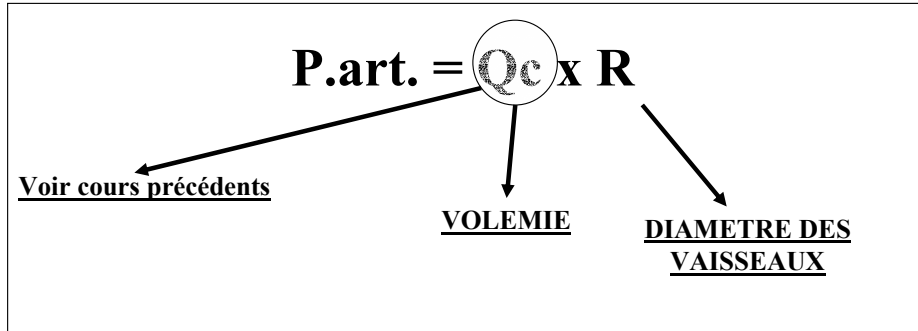 P.art. = Qc x R
Voir cours précédents
VOLEMIE
DIAMETRE DES
VAISSEAUX